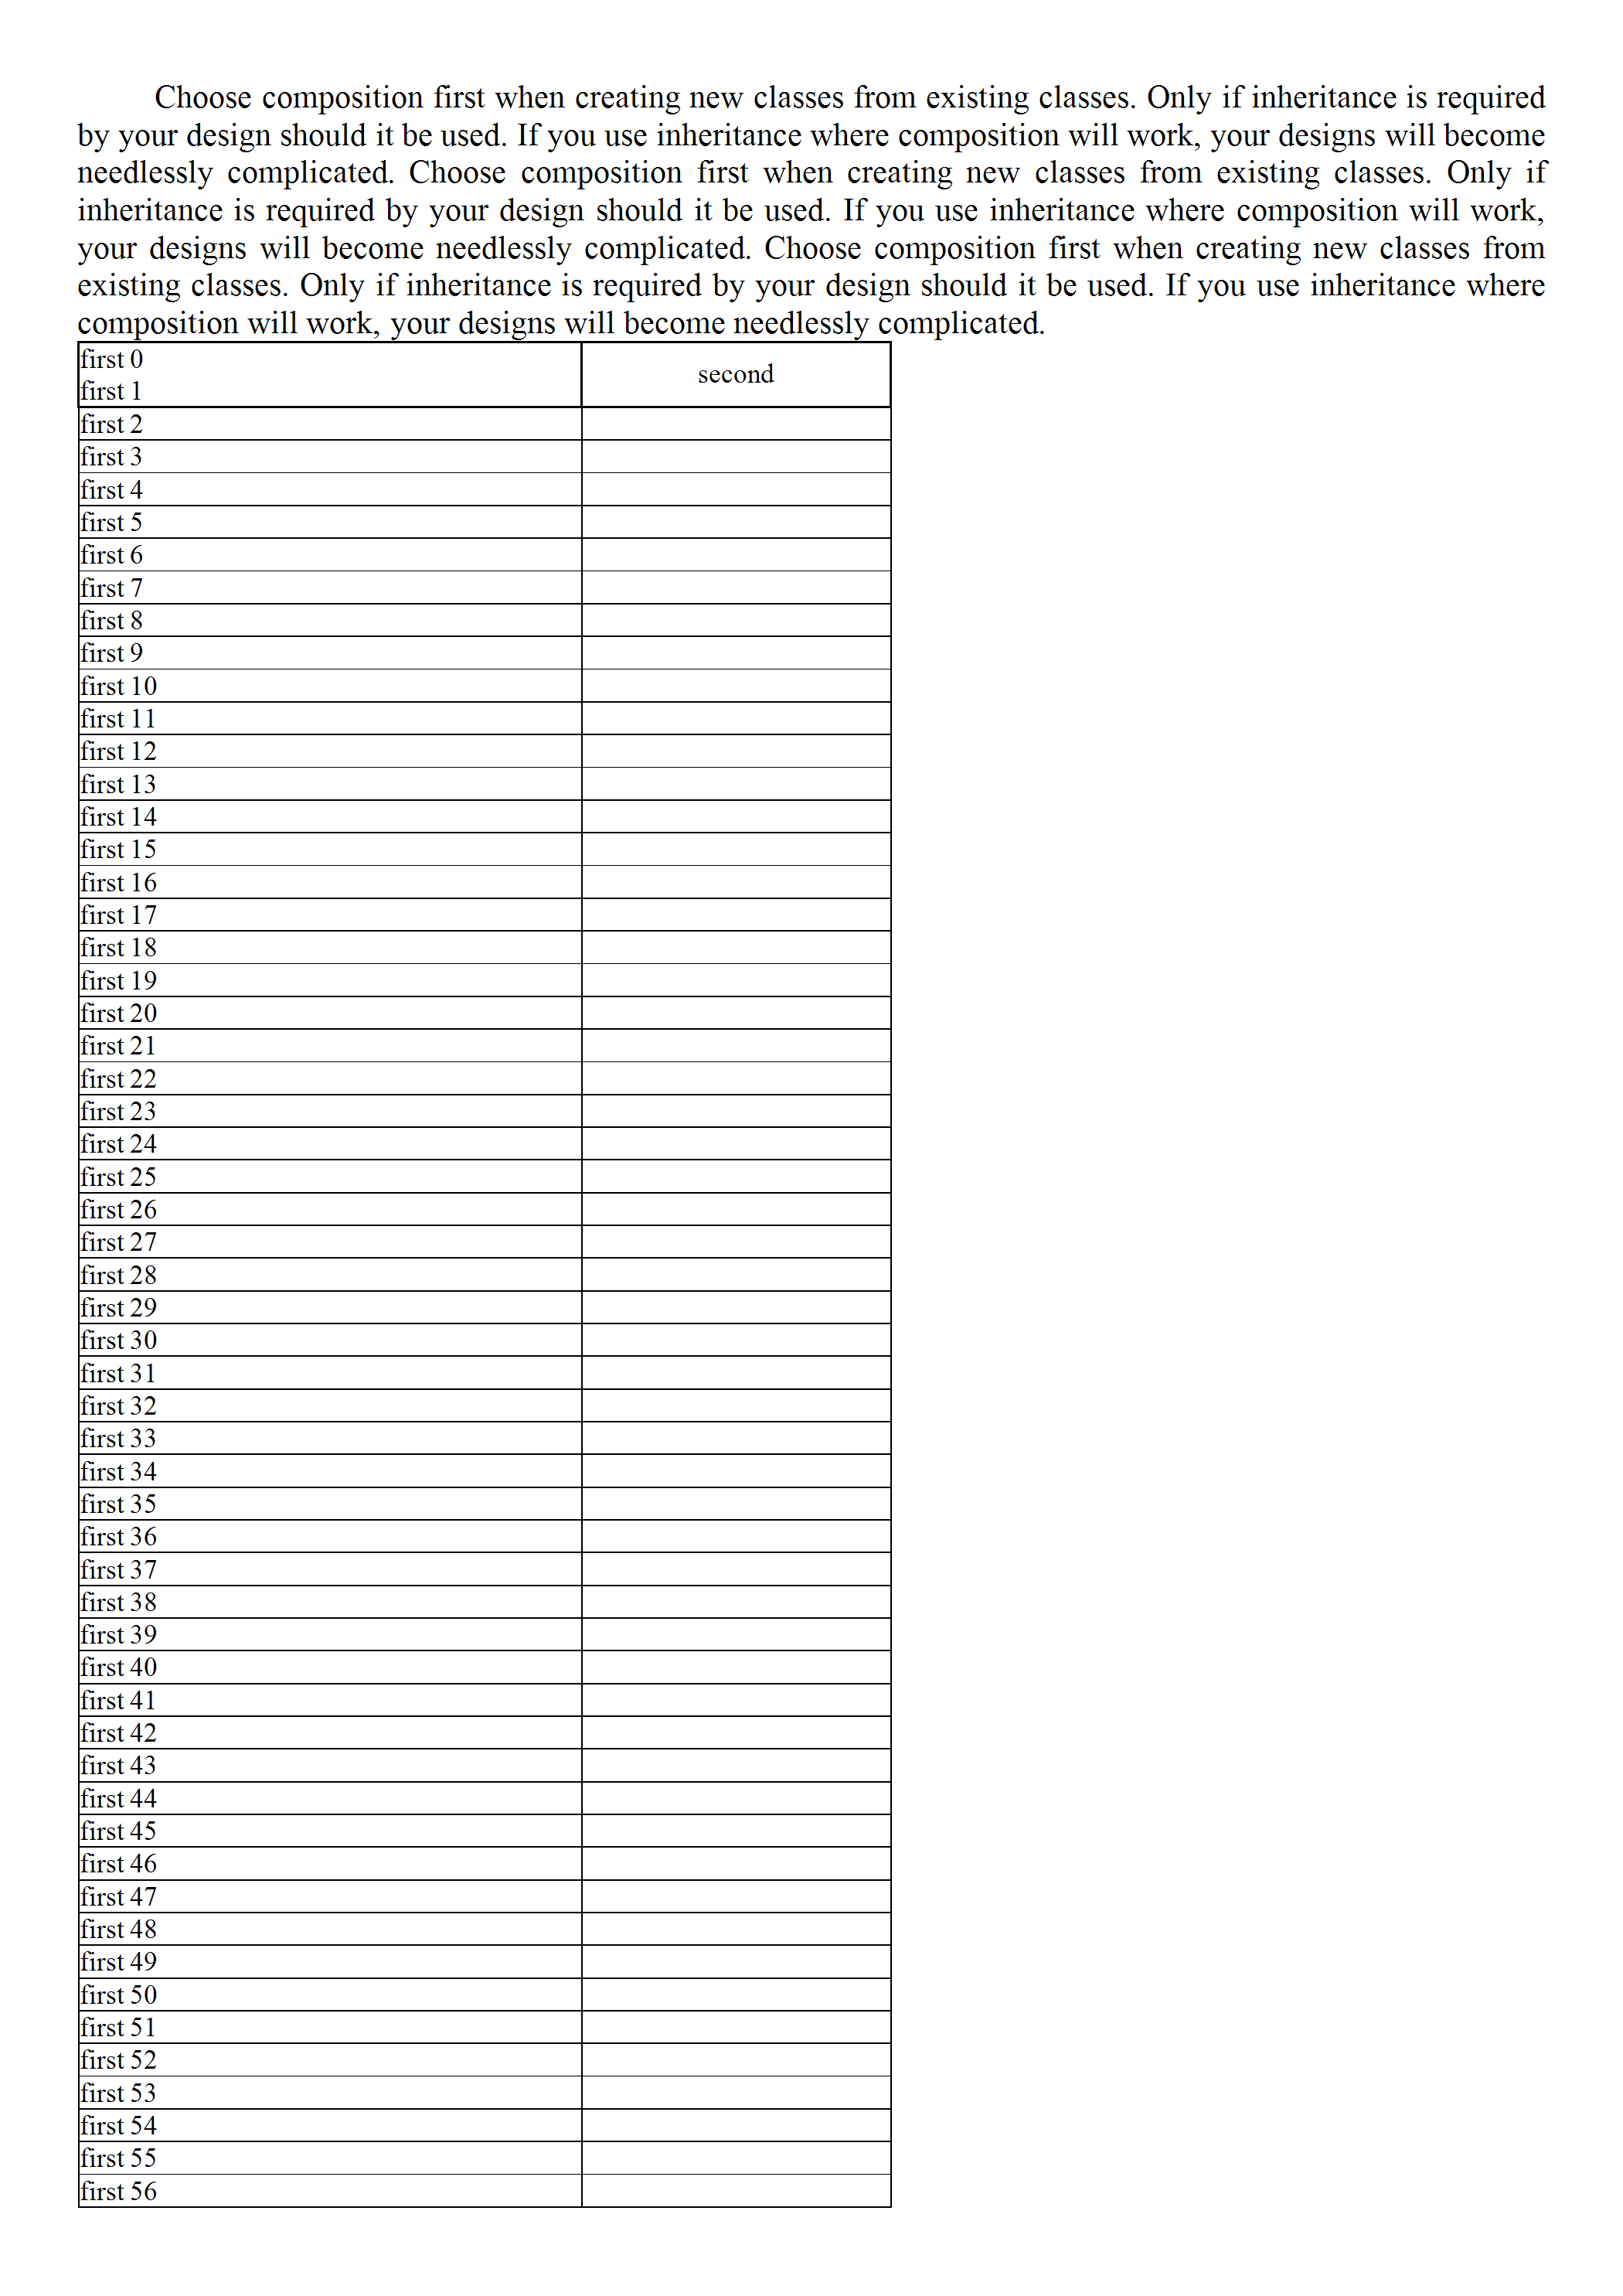 Choose composition first when creating new classes from existing classes. Only if inheritance is required
by your design should it be used. If you use inheritance where composition will work, your designs will become
needlessly complicated. Choose composition first when creating new classes from existing classes. Only if
inheritance is required by your design should it be used. If you use inheritance where composition will work,
your designs will become needlessly complicated. Choose composition first when creating new classes from
existing classes. Only if inheritance is required by your design should it be used. If you use inheritance where
composition will work, your designs will become needlessly complicated.
first 0
first 1
second
first 2
first 3
first 4
first 5
first 6
first 7
first 8
first 9
first 10
first 11
first 12
first 13
first 14
first 15
first 16
first 17
first 18
first 19
first 20
first 21
first 22
first 23
first 24
first 25
first 26
first 27
first 28
first 29
first 30
first 31
first 32
first 33
first 34
first 35
first 36
first 37
first 38
first 39
first 40
first 41
first 42
first 43
first 44
first 45
first 46
first 47
first 48
first 49
first 50
first 51
first 52
first 53
first 54
first 55
first 56